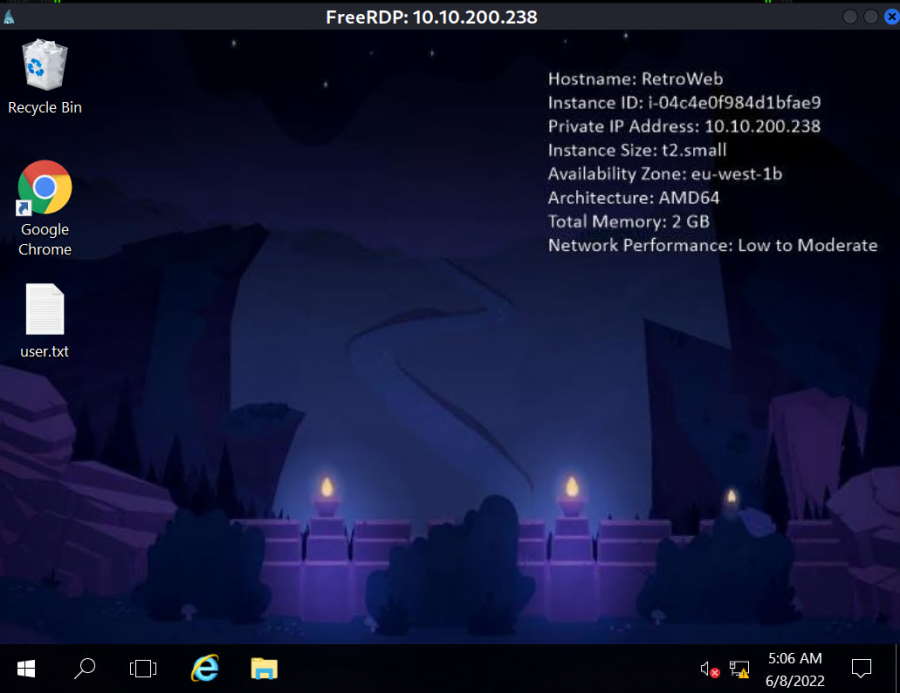 FreeRDP: 10.10.200.238
Recycle Bin
Google
Chrome
user.txt
Hostname: RetroWeb
Instance ID: i-04c4e0f984d1bfae9
Private IP Address: 10.10.200.238
Instance Size: t2.small
Availability Zone: eu-west-1b
Architecture: AMD64
Total Memory: 2 GB
Network Performance: Low to Moderate
5:06 AM
6/8/2022